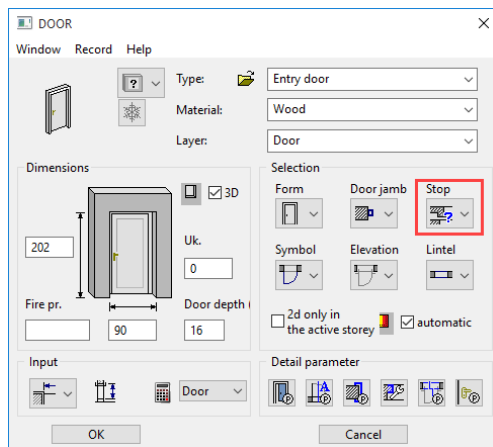 DOOR
Window Record Help
Type: Entry door
Material: Wood
Layer: Door
Dimensions
3D
202
Uk.
0
Fire pr.
Door depth (
90
16
Selection
Form Door jamb Stop
Symbol Elevation Lintel
2d only in
the active storey
automatic
Input
Door
Detail parameter
OK
Cancel